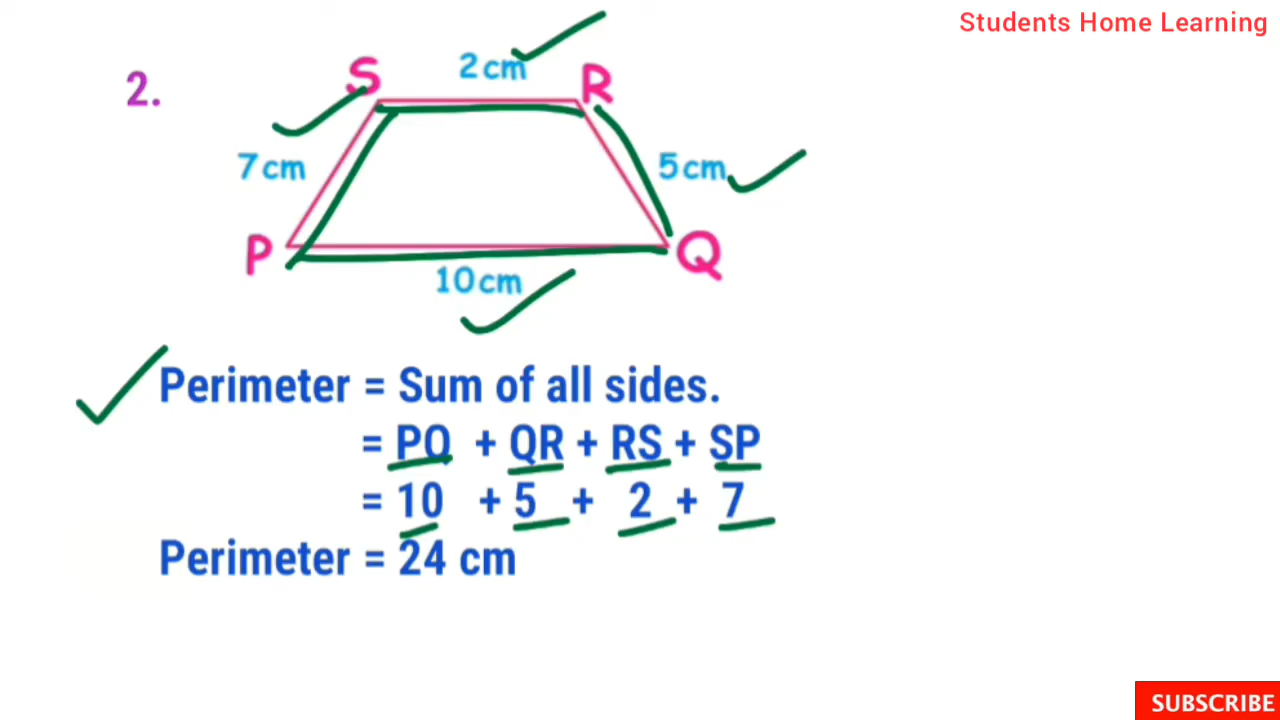 Students Home Learning
2.
S
2 cm
R
7 cm
5 cm
P
Q
10 cm
Perimeter = Sum of all sides.
= PQ + QR + RS + SP
= 10 + 5 + 2 + 7
Perimeter = 24 cm
SUBSCRIBE